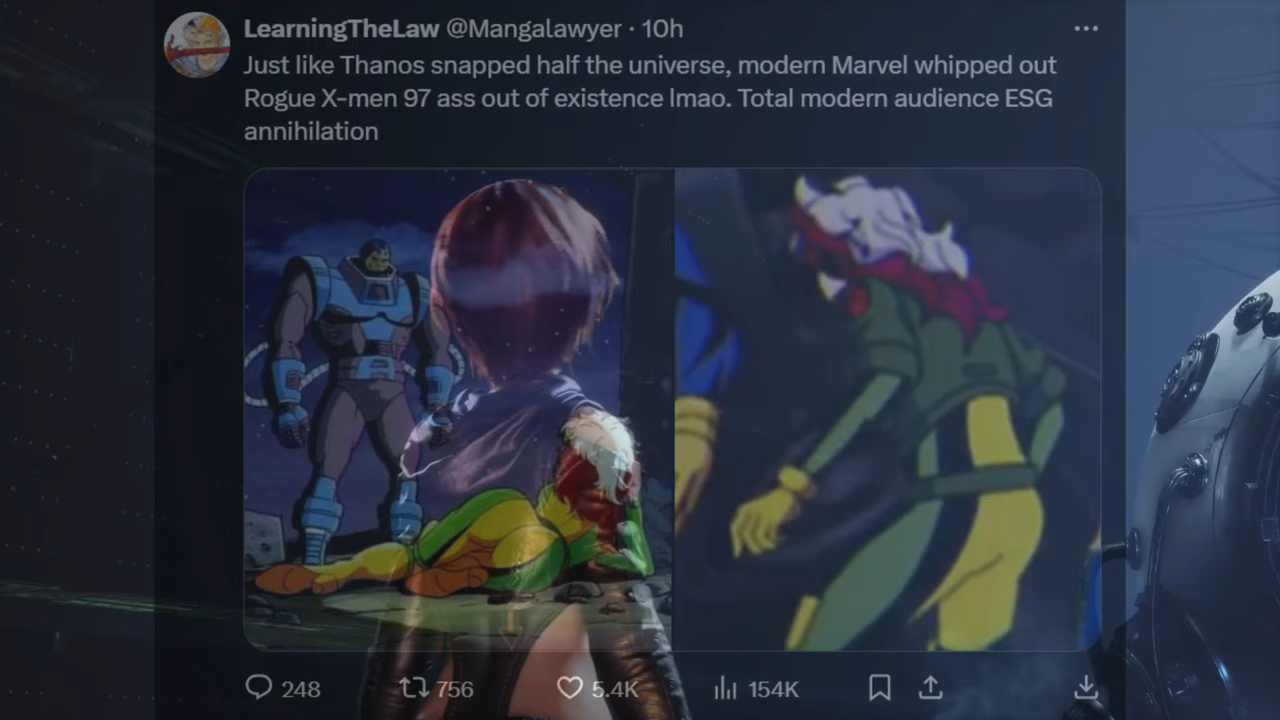 LearningTheLaw @Mangalawyer · 10h
Just like Thanos snapped half the universe, modern Marvel whipped out
Rogue X-men 97 ass out of existence lmao. Total modern audience ESG
annihilation
248 756 5.4K 154K